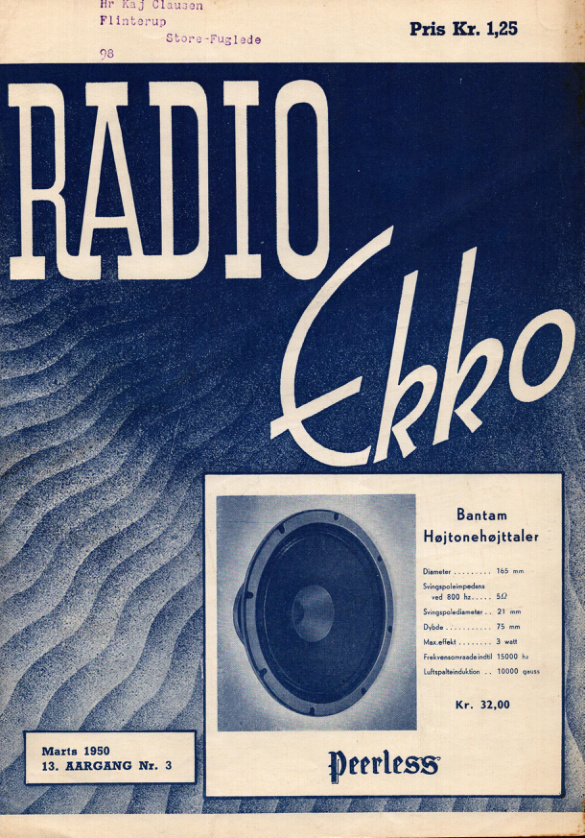 Hr Kaj Clausen
Flinterup
Store-Fuglede
98
Pris Kr. 1,25
RADIO
Ekko
Bantam
Højtonehøjttaler
Diameter ......... 165 mm
Svingspoleimpedans
ved 800 hz..... 5Ω
Svingspolediameter .. 21 mm
Dybde ........... 75 mm
Max.effekt ........ 3 watt
Frekvensomraade indtil 15000 hz
Luftspalteinduktion .. 10000 gauss
Kr. 32,00
Peerless
Marts 1950
13. AARGANG Nr. 3